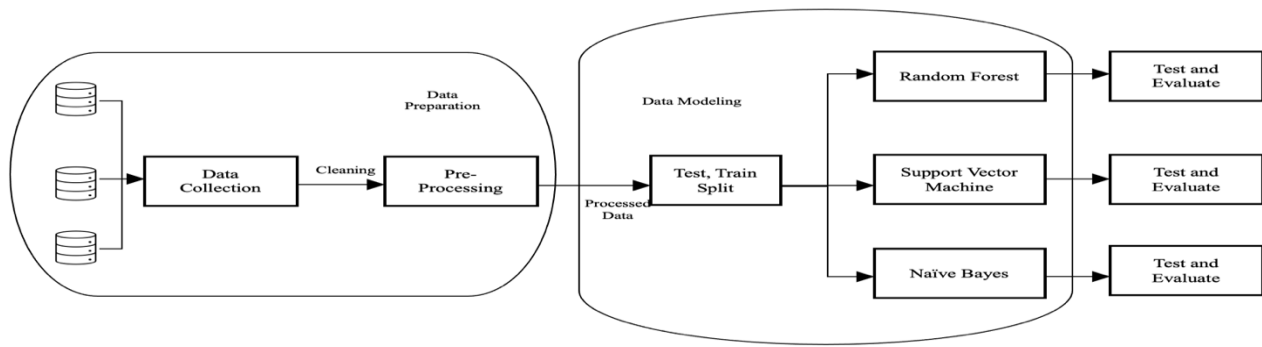 Data
Preparation
Data
Collection
Cleaning
Pre-
Processing
Processed
Data
Data Modeling
Test, Train
Split
Random Forest
Test and
Evaluate
Support Vector
Machine
Test and
Evaluate
Naïve Bayes
Test and
Evaluate